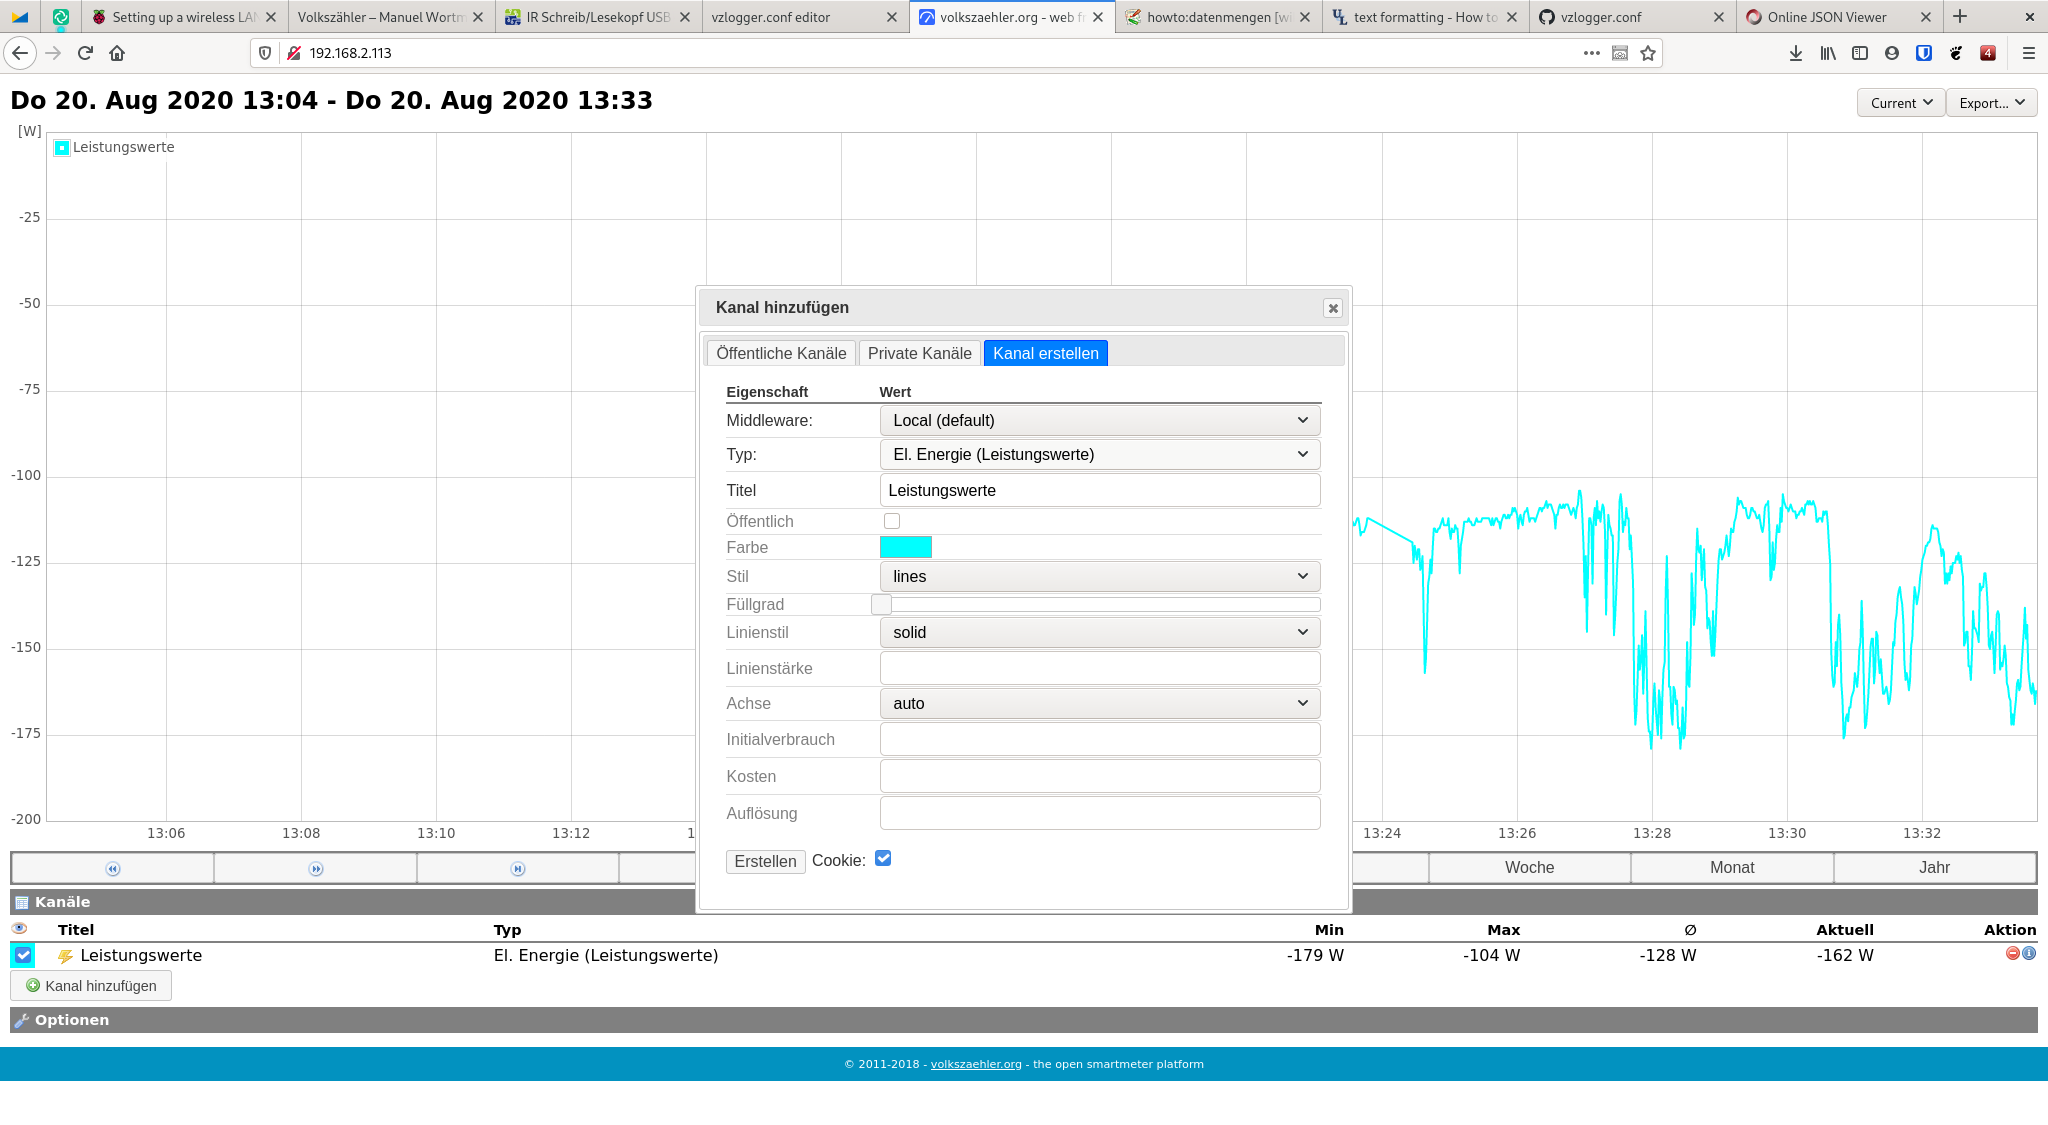 Setting up a wireless LAN
Volkszähler – Manuel Wortm
IR Schreib/Lesekopf USB
vzlogger.conf editor
volkszaehler.org - web fr
howto:datenmengen [wi
text formatting - How to
vzlogger.conf
Online JSON Viewer
192.168.2.113
4
Do 20. Aug 2020 13:04 - Do 20. Aug 2020 13:33
Current
Export...
[W]
Leistungswerte
-25
-50
-75
-100
-125
-150
-175
-200
13:06
13:08
13:10
13:12
13:24
13:26
13:28
13:30
13:32
Kanal hinzufügen
Öffentliche Kanäle
Private Kanäle
Kanal erstellen
Eigenschaft Wert
Middleware: Local (default)
Typ: El. Energie (Leistungswerte)
Titel Leistungswerte
Öffentlich
Farbe
Stil lines
Füllgrad
Linienstil solid
Linienstärke
Achse auto
Initialverbrauch
Kosten
Auflösung
Erstellen Cookie:
Woche
Monat
Jahr
Kanäle
Titel Typ Min Max Ø Aktuell Aktion
Leistungswerte El. Energie (Leistungswerte) -179 W -104 W -128 W -162 W
Kanal hinzufügen
Optionen
© 2011-2018 - volkszaehler.org - the open smartmeter platform